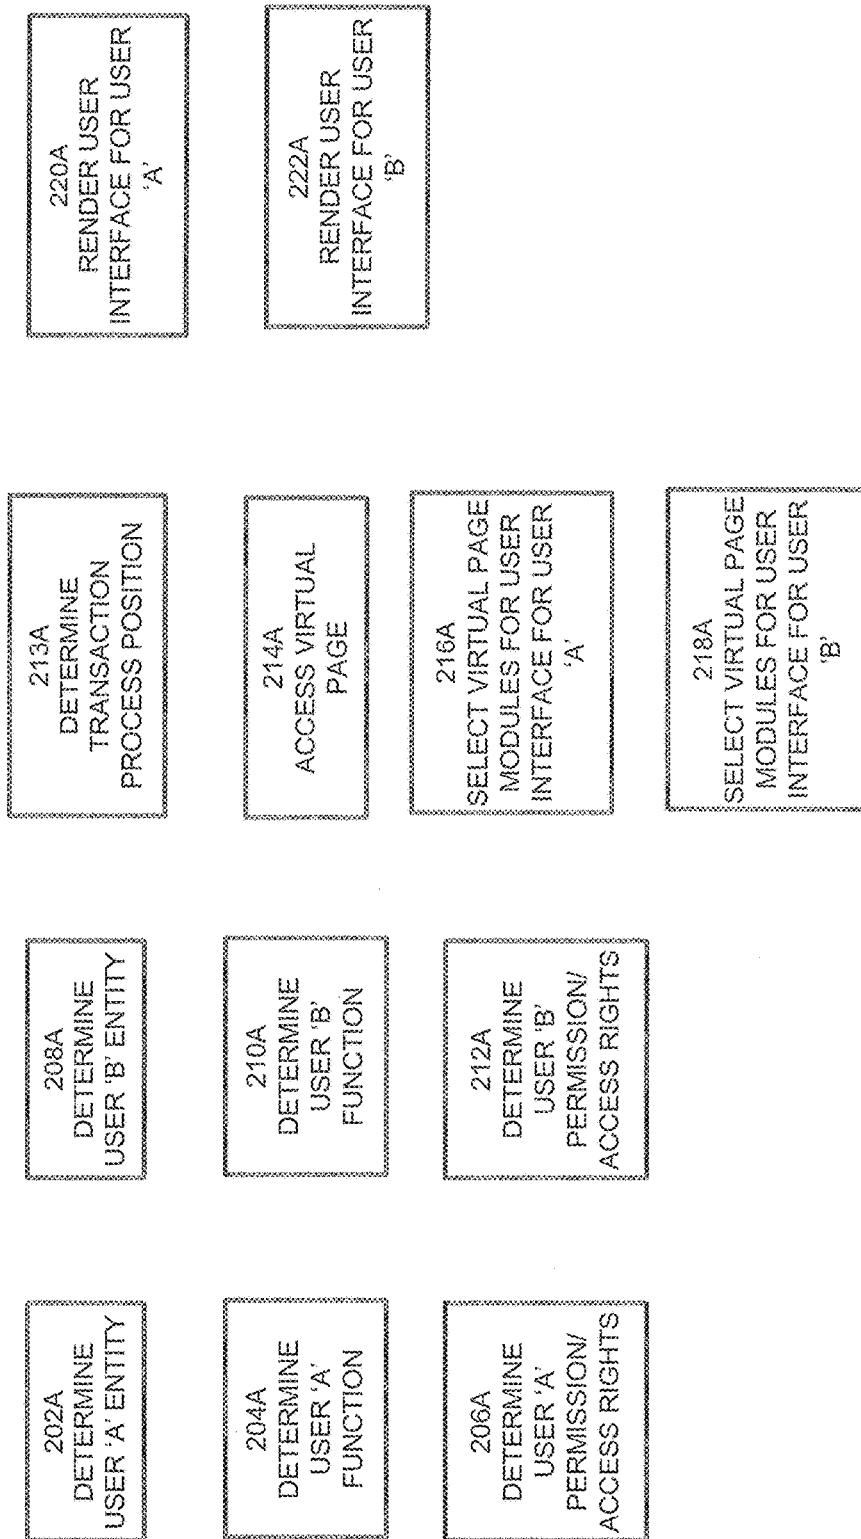 202A
DETERMINE
USER 'A' ENTITY
204A
DETERMINE
USER 'A'
FUNCTION
206A
DETERMINE
USER 'A'
PERMISSION/
ACCESS RIGHTS
208A
DETERMINE
USER 'B' ENTITY
210A
DETERMINE
USER 'B'
FUNCTION
212A
DETERMINE
USER 'B'
PERMISSION/
ACCESS RIGHTS
213A
DETERMINE
TRANSACTION
PROCESS POSITION
214A
ACCESS VIRTUAL
PAGE
216A
SELECT VIRTUAL PAGE
MODULES FOR USER
INTERFACE FOR USER
'A'
218A
SELECT VIRTUAL PAGE
MODULES FOR USER
INTERFACE FOR USER
'B'
220A
RENDER USER
INTERFACE FOR USER
'A'
222A
RENDER USER
INTERFACE FOR USER
'B'